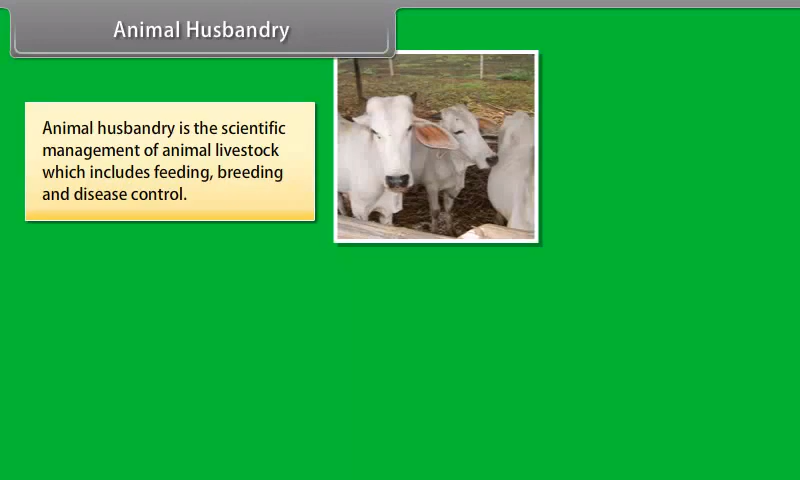 Animal Husbandry
Animal husbandry is the scientific
management of animal livestock
which includes feeding, breeding
and disease control.